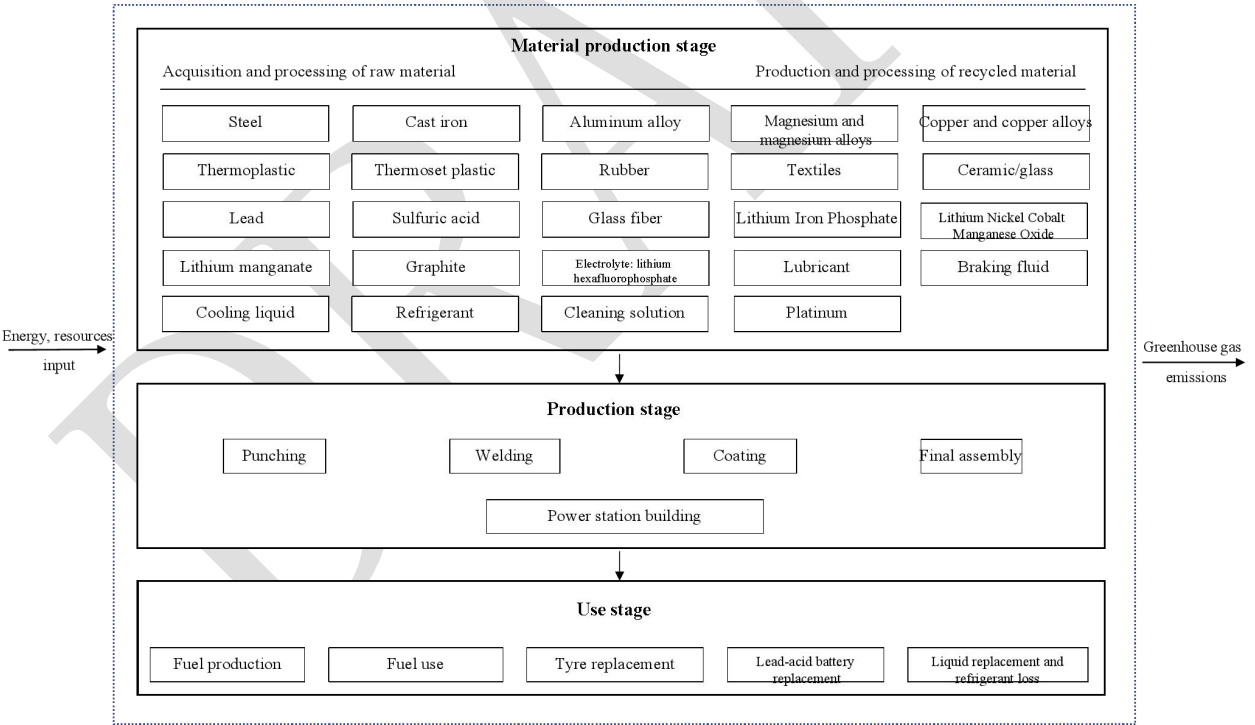 Material production stage
Acquisition and processing of raw material
Production and processing of recycled material
Steel
Cast iron
Aluminum alloy
Magnesium and
magnesium alloys
Copper and copper alloys
Thermoplastic
Thermoset plastic
Rubber
Textiles
Ceramic/glass
Lead
Sulfuric acid
Glass fiber
Lithium Iron Phosphate
Lithium Nickel Cobalt
Manganese Oxide
Lithium manganate
Graphite
Electrolyte: lithium
hexafluorophosphate
Lubricant
Braking fluid
Cooling liquid
Refrigerant
Cleaning solution
Platinum
Energy, resources
input
Greenhouse gas
emissions
Production stage
Punching
Welding
Coating
Final assembly
Power station building
Use stage
Fuel production
Fuel use
Tyre replacement
Lead-acid battery
replacement
Liquid replacement and
refrigerant loss